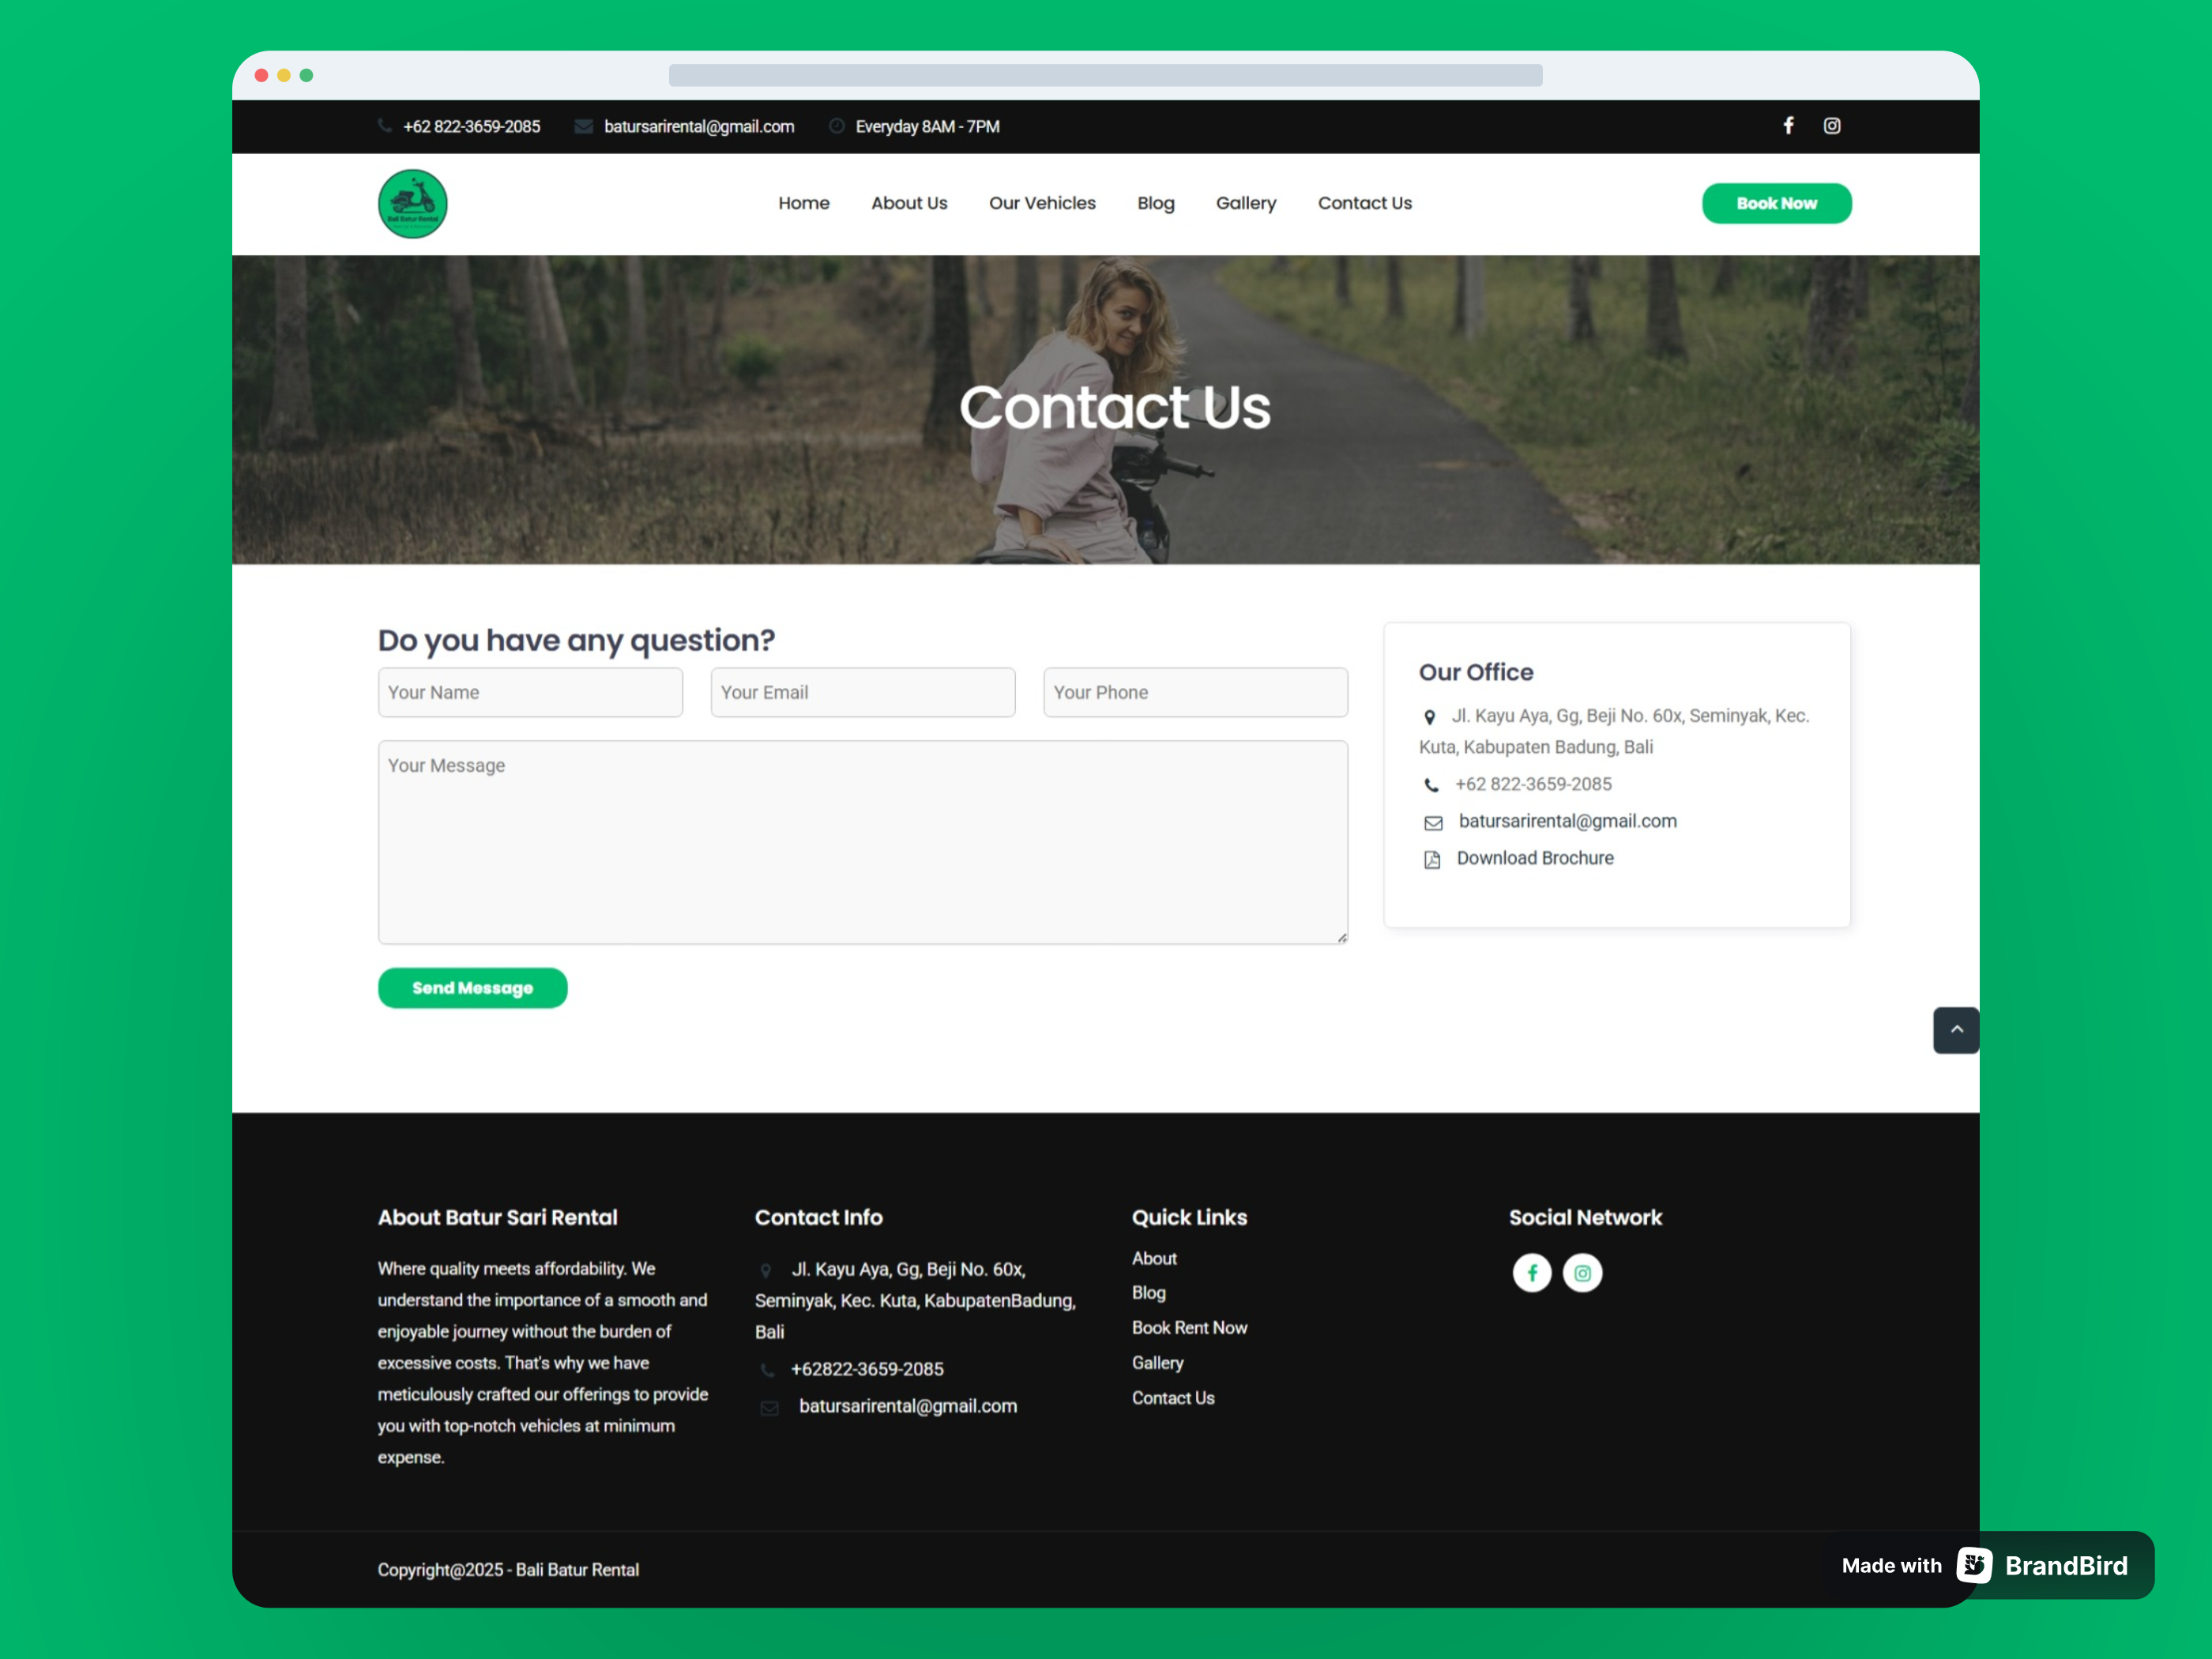 +62 822-3659-2085 batursarirental@gmail.com Everyday 8AM - 7PM
Bali Batur Rental
Home About Us Our Vehicles Blog Gallery Contact Us
Book Now
Contact Us
Do you have any question?
Your Name Your Email Your Phone
Your Message
Send Message
Our Office
Jl. Kayu Aya, Gg, Beji No. 60x, Seminyak, Kec.
Kuta, Kabupaten Badung, Bali
+62 822-3659-2085
batursarirental@gmail.com
Download Brochure
About Batur Sari Rental
Where quality meets affordability. We
understand the importance of a smooth and
enjoyable journey without the burden of
excessive costs. That's why we have
meticulously crafted our offerings to provide
you with top-notch vehicles at minimum
expense.
Contact Info
Jl. Kayu Aya, Gg, Beji No. 60x,
Seminyak, Kec. Kuta, KabupatenBadung,
Bali
+62822-3659-2085
batursarirental@gmail.com
Quick Links
About
Blog
Book Rent Now
Gallery
Contact Us
Social Network
Copyright@2025 - Bali Batur Rental
Made with BrandBird